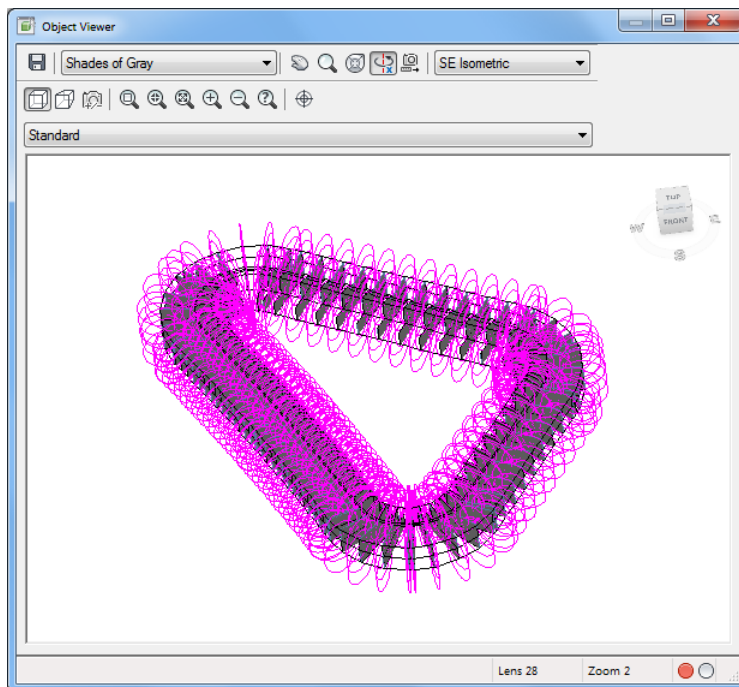 Object Viewer
Shades of Gray
SE Isometric
Standard
TOP
FRONT
W
S
Lens 28
Zoom 2